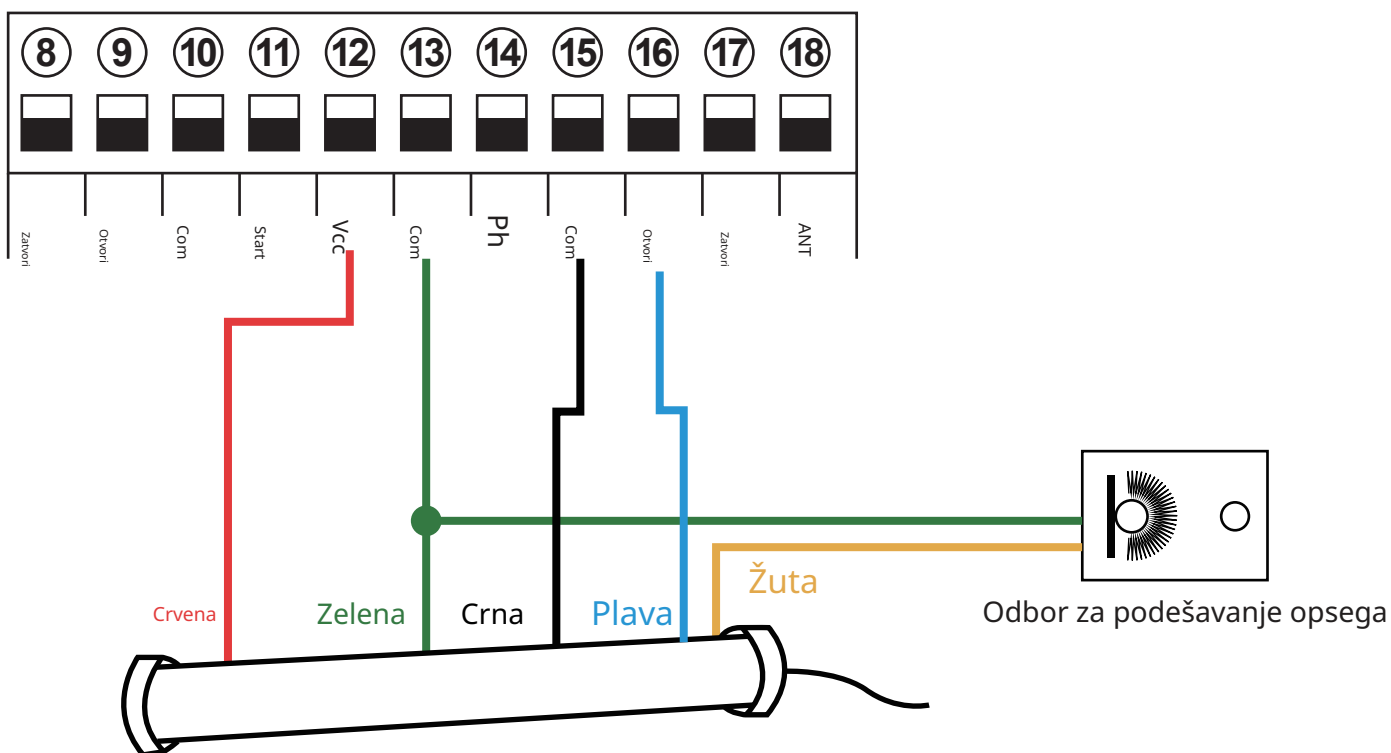 8 9 10 11 12 13 14 15 16 17 18
Zatvori Otvori Com Start Vcc Com Ph Com Otvori Zatvori ANT
Crvena Zelena Crna Plava Žuta
Odbor za podešavanje opsega